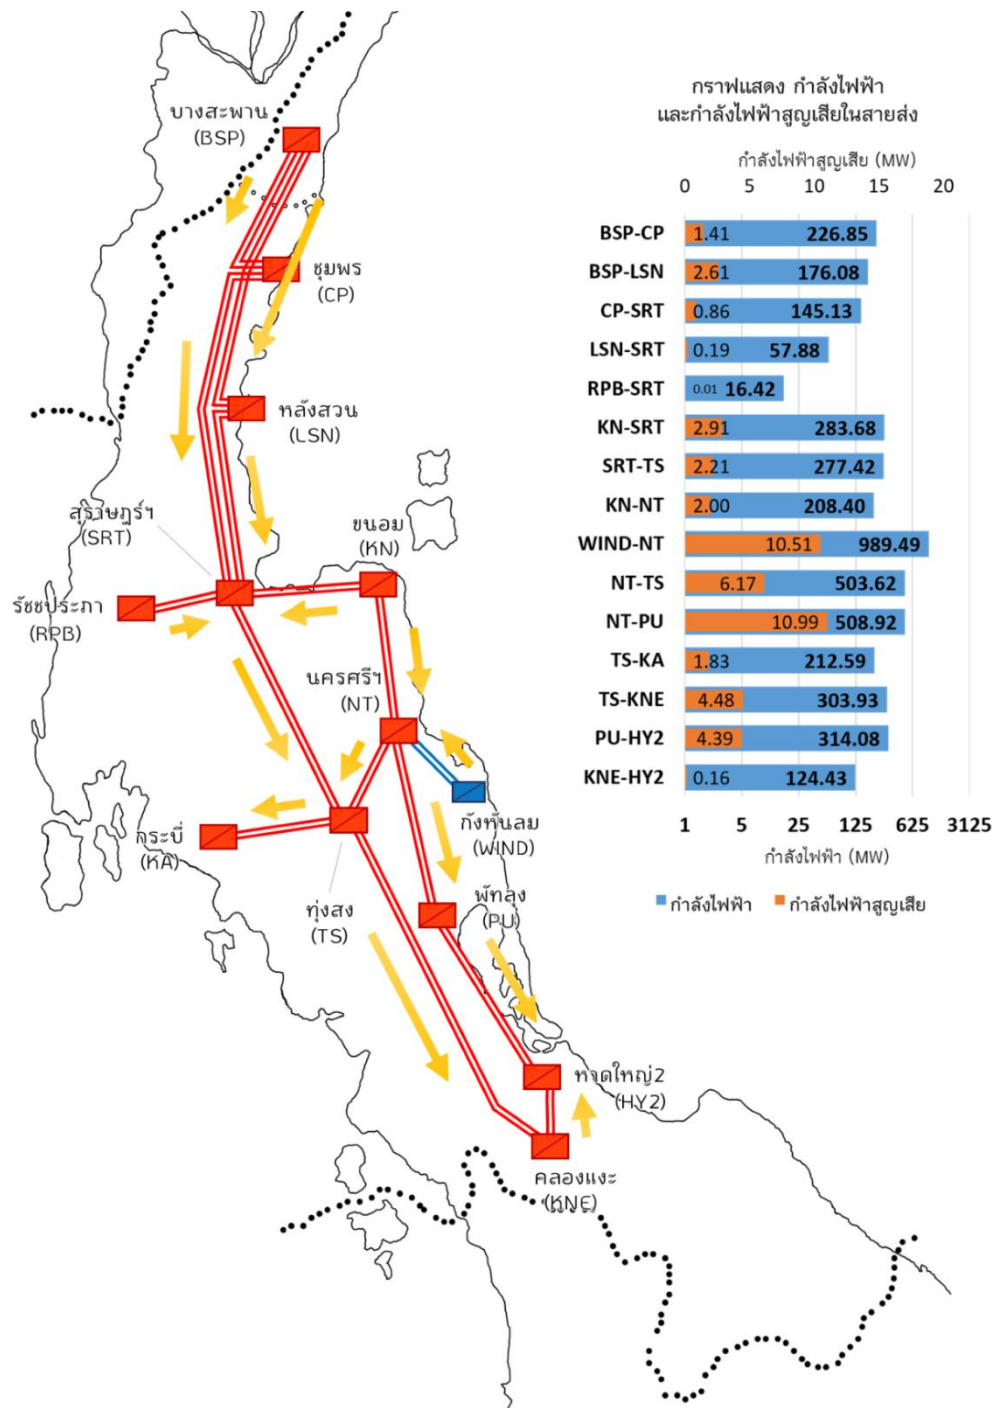 บางสะพาน
(BSP)
ชุมพร
(CP)
หลังสวน
(LSN)
สุราษฎร์ฯ
(SRT)
ขนอม
(KN)
รัชชประภา
(RPB)
นครศรีฯ
(NT)
กังหันลม
(WIND)
กระบี่
(KA)
ทุ่งสง
(TS)
พัทลุง
(PU)
หาดใหญ่2
(HY2)
คลองแงะ
(KNE)
กราฟแสดง กำลังไฟฟ้า
และกำลังไฟฟ้าสูญเสียในสายส่ง
กำลังไฟฟ้าสูญเสีย (MW)
0 5 10 15 20
BSP-CP 1.41 226.85
BSP-LSN 2.61 176.08
CP-SRT 0.86 145.13
LSN-SRT 0.19 57.88
RPB-SRT 0.01 16.42
KN-SRT 2.91 283.68
SRT-TS 2.21 277.42
KN-NT 2.00 208.40
WIND-NT 10.51 989.49
NT-TS 6.17 503.62
NT-PU 10.99 508.92
TS-KA 1.83 212.59
TS-KNE 4.48 303.93
PU-HY2 4.39 314.08
KNE-HY2 0.16 124.43
1 5 25 125 625 3125
กำลังไฟฟ้า (MW)
กำลังไฟฟ้า กำลังไฟฟ้าสูญเสีย